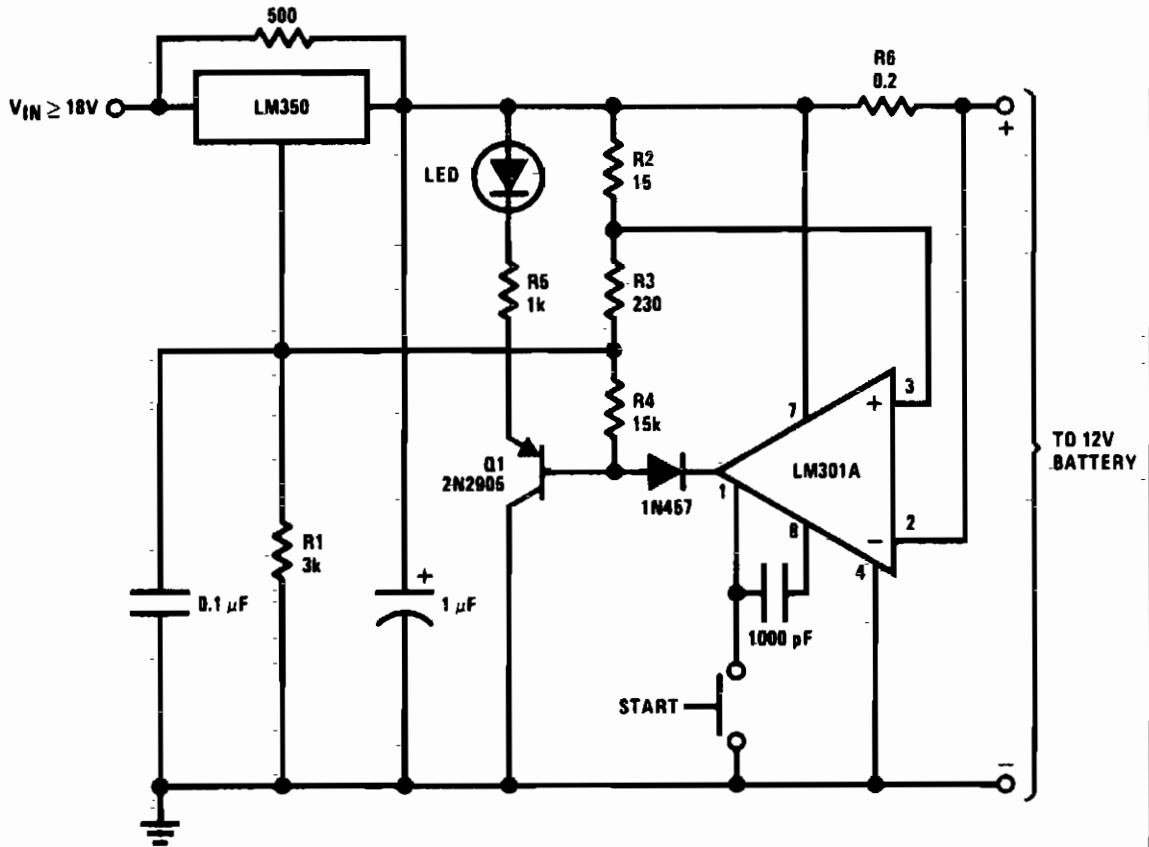 500
V_IN ≥ 18V
LM350
R6
0.2
+
LED
R2
15
R3
230
R5
1k
R4
15k
7
+
3
LM301A
TO 12V
BATTERY
Q1
2N2905
1N457
1
8
−
2
4
R1
3k
0.1 μF
+
1 μF
1000 pF
START
−